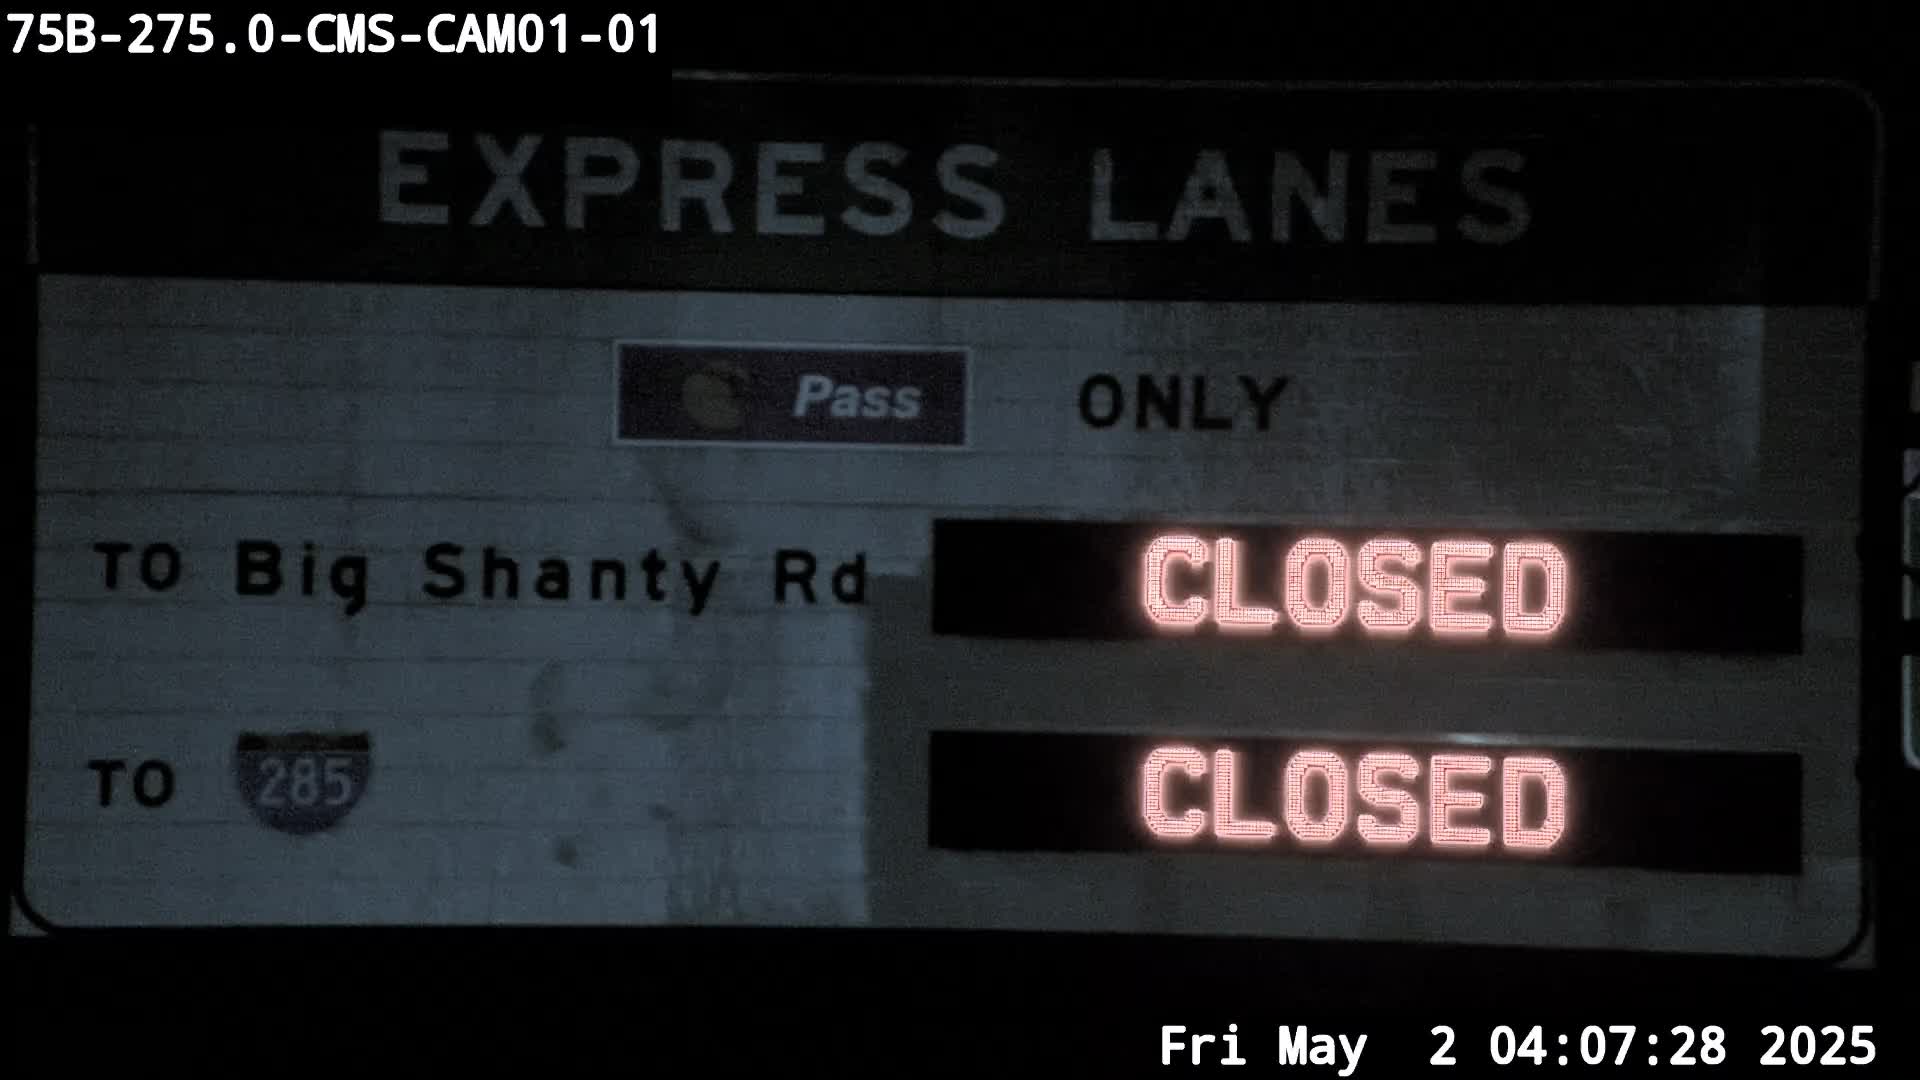 75B-275.0-CMS-CAM01-01
EXPRESS LANES
Pass ONLY
TO Big Shanty Rd CLOSED
TO 285 CLOSED
Fri May 2 04:07:28 2025